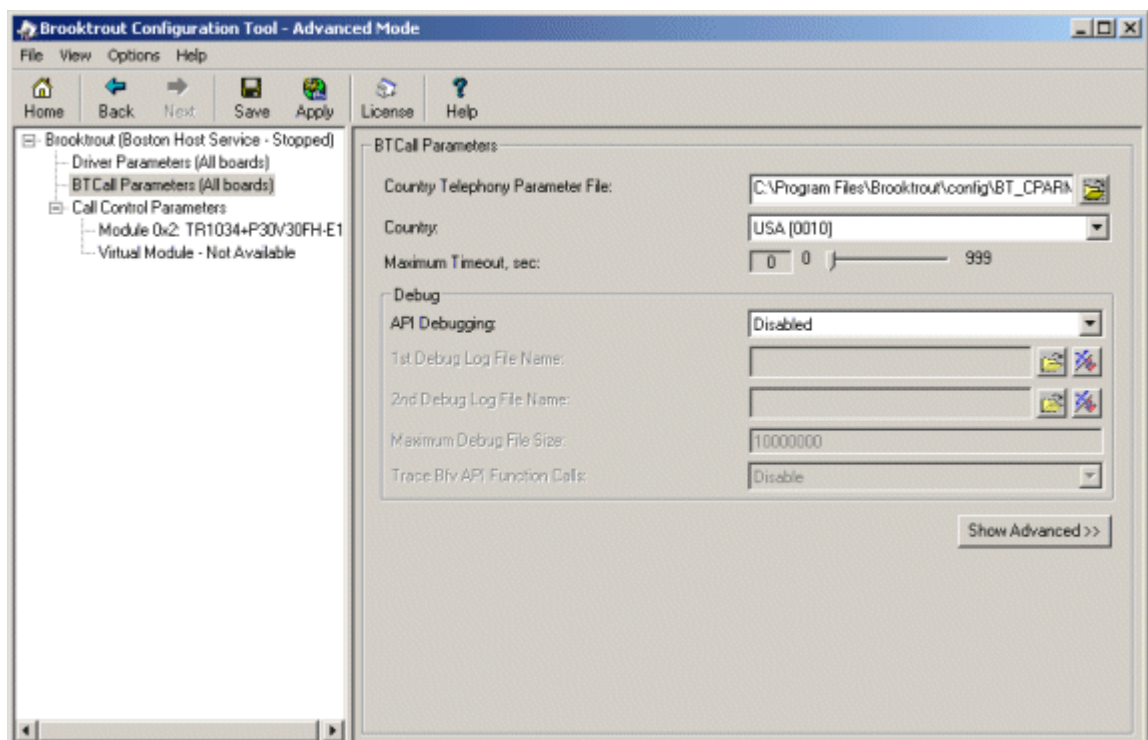 Brooktrout Configuration Tool - Advanced Mode
File View Options Help
Home Back Next Save Apply License Help
Brooktrout (Boston Host Service - Stopped)
Driver Parameters (All boards)
BTCall Parameters (All boards)
Call Control Parameters
Module 0x2: TR1034+P30V30FH-E1
Virtual Module - Not Available
BTCall Parameters
Country Telephony Parameter File: C:\Program Files\Brooktrout\config\BT_CPARM
Country: USA (0010)
Maximum Timeout, sec: 0 0 999
Debug
API Debugging: Disabled
1st Debug Log File Name:
2nd Debug Log File Name:
Maximum Debug File Size: 10000000
Trace Bfv API Function Calls: Disable
Show Advanced >>